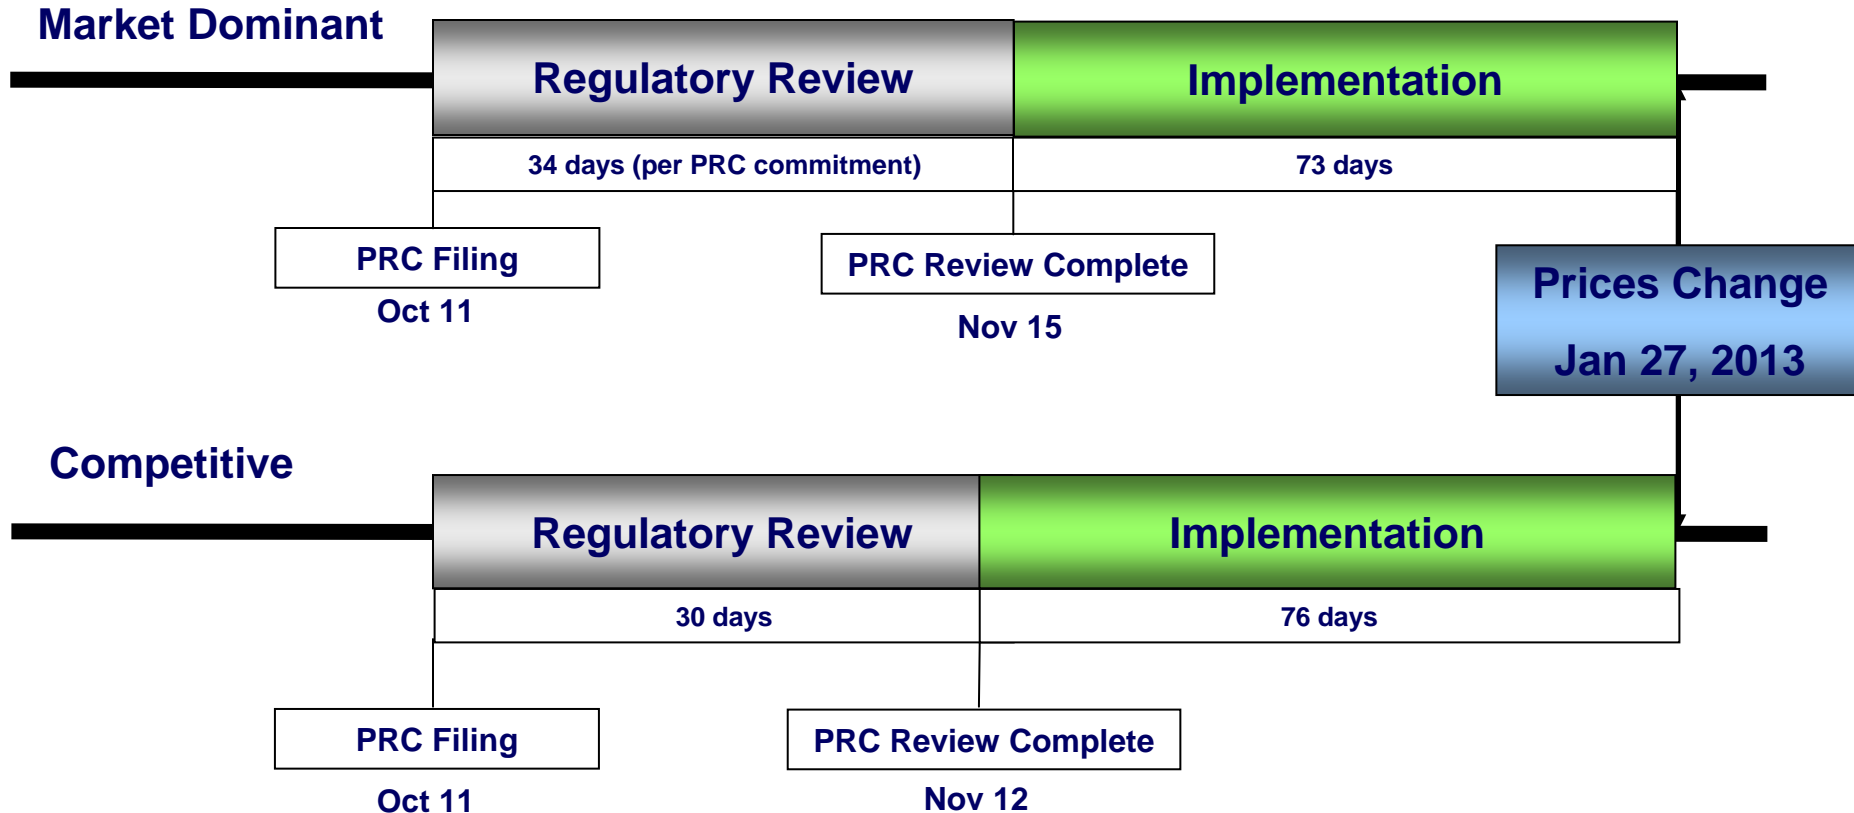 Market Dominant
Regulatory Review
Implementation
34 days (per PRC commitment)
73 days
PRC Filing
Oct 11
PRC Review Complete
Nov 15
Prices Change
Jan 27, 2013
Competitive
Regulatory Review
Implementation
30 days
76 days
PRC Filing
Oct 11
PRC Review Complete
Nov 12